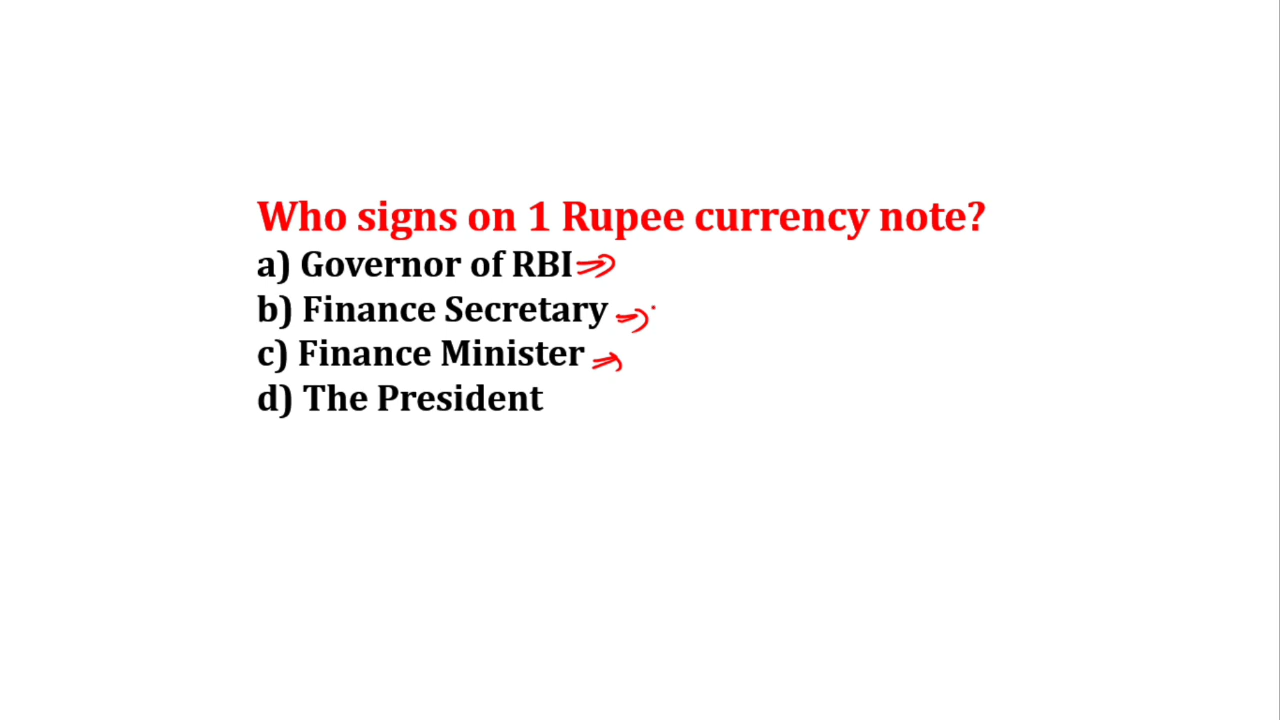 Who signs on 1 Rupee currency note?
a) Governor of RBI
b) Finance Secretary
c) Finance Minister
d) The President